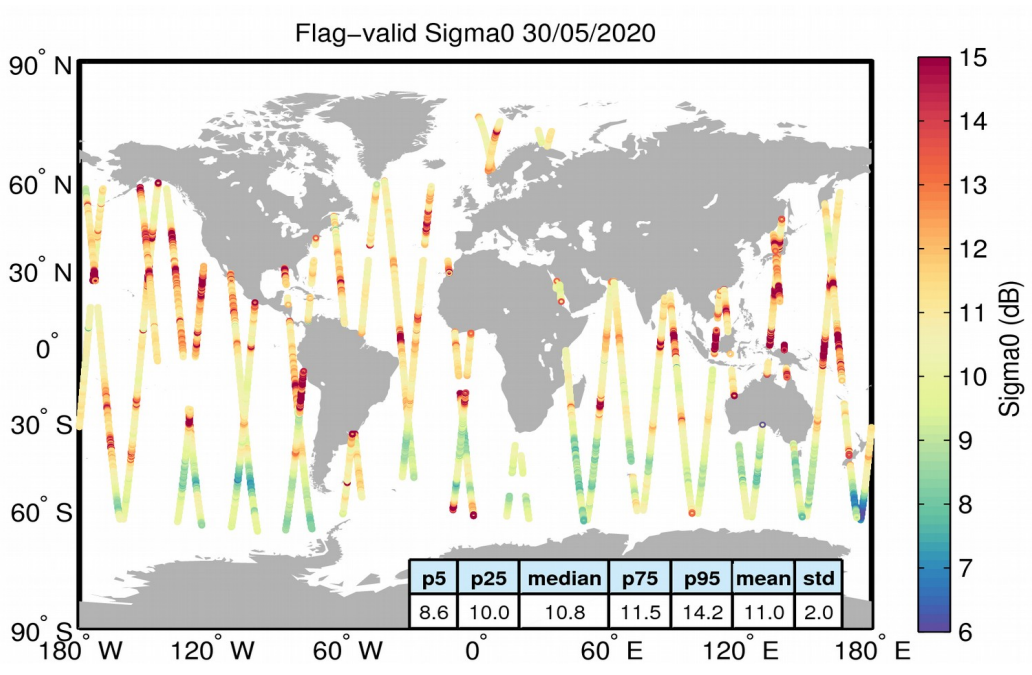 Flag−valid Sigma0 30/05/2020
90° N
60° N
30° N
0°
30° S
60° S
90° S
180° W 120° W 60° W 0° 60° E 120° E 180° E
15
14
13
12
11
10
9
8
7
6
Sigma0 (dB)
p5 p25 median p75 p95 mean std
8.6 10.0 10.8 11.5 14.2 11.0 2.0